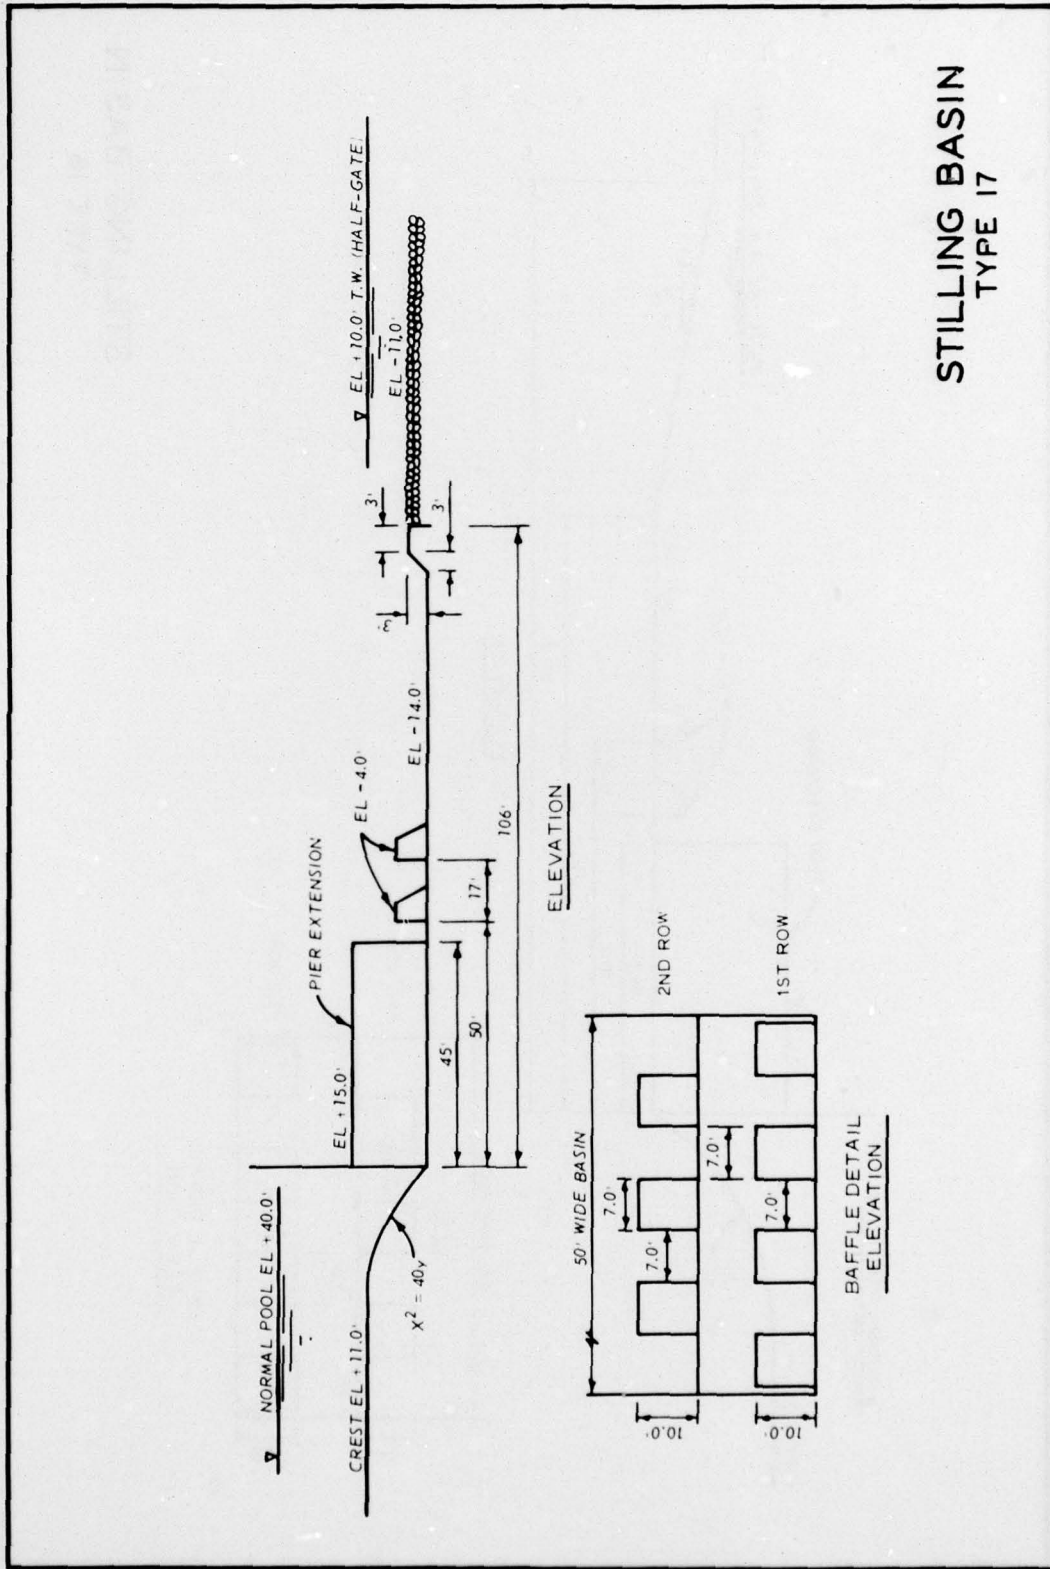 NORMAL POOL EL +40.0'
CREST EL +11.0'
X² = 40y
EL +15.0'
PIER EXTENSION
EL -4.0'
EL -14.0'
EL +10.0' T.W. (HALF-GATE)
EL -11.0'
3'
3'
3'
45'
50'
17'
106'
ELEVATION
50' WIDE BASIN
10.0'
7.0'
7.0'
2ND ROW
7.0'
10.0'
7.0'
1ST ROW
BAFFLE DETAIL
ELEVATION
STILLING BASIN
TYPE 17